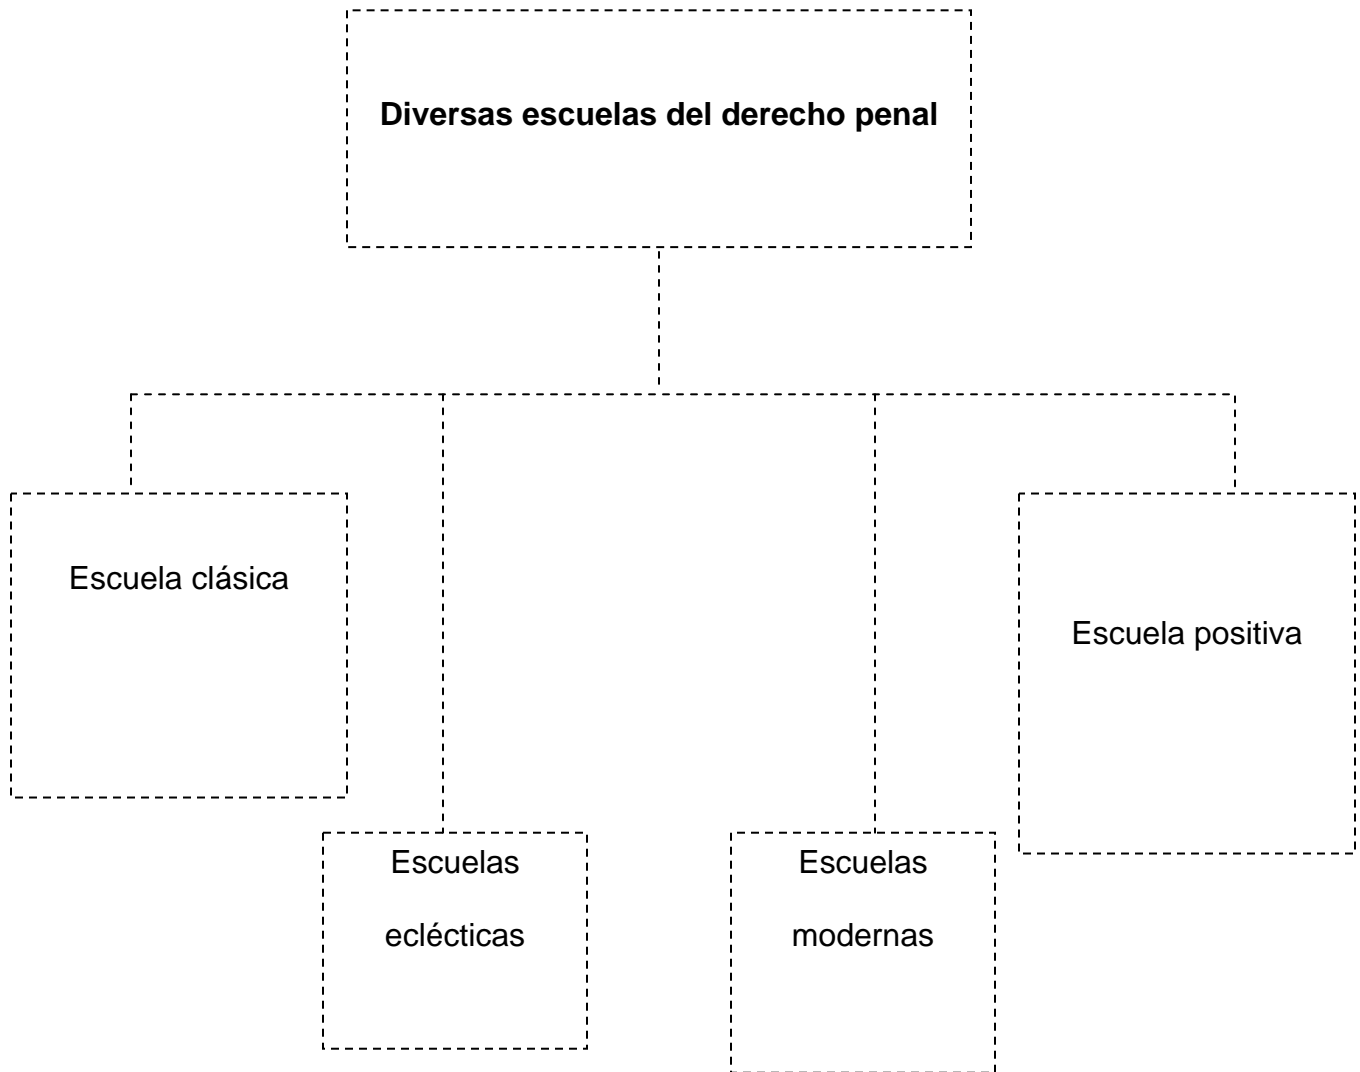 Diversas escuelas del derecho penal
Escuela clásica
Escuela positiva
Escuelas
eclécticas
Escuelas
modernas